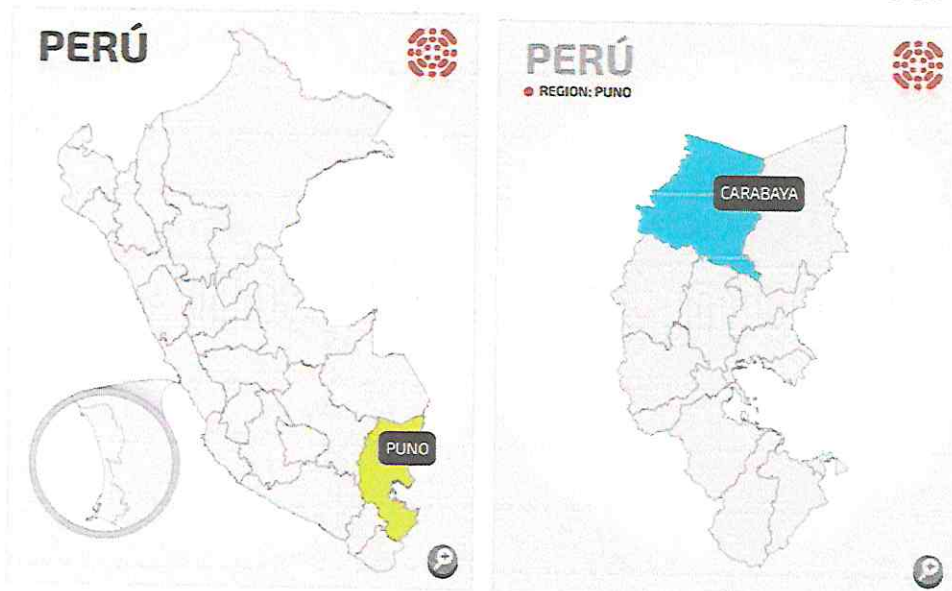 PERÚ
PUNO
PERÚ
REGION: PUNO
CARABAYA